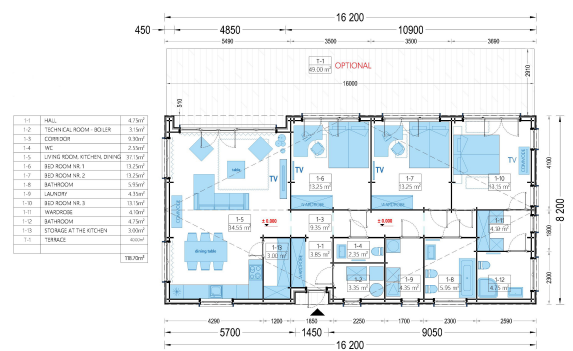 16 200
450 4850 10900
5490 3500 3500 3690
T-1
49.00 m² OPTIONAL
2910
16000
510
1-1 HALL 4.75m²
1-2 TECHNICAL ROOM - BOILER 3.15m²
1-3 CORRIDOR 9.30m²
1-4 WC 2.55m²
1-5 LIVING ROOM, KITCHEN, DINING 37.15m²
1-6 BED ROOM NR. 1 13.25m²
1-7 BED ROOM NR. 2 13.25m²
1-8 BATHROOM 5.95m²
1-9 LAUNDRY 4.35m²
1-10 BED ROOM NR. 3 13.15m²
1-11 WARDROBE 4.10m²
1-12 BATHROOM 4.75m²
1-13 STORAGE AT THE KITCHEN 3.00m²
1-1 TERRACE
118.70m²
TV
TV
TV
TV
1-6
13.25 m²
1-7
13.25 m²
1-10
13.15 m²
4100
8 200
1-5
34.55 m²
±0.000
1-3
9.35 m²
±0.000
1-11
4.10 m²
1900
dining table
1-13
3.00 m²
1-1
3.85 m²
1-4
2.35 m²
1-2
3.35 m²
1-9
4.35 m²
1-8
5.95 m²
1-12
4.75 m²
2300
4290 1200 1850 2250 1700 2300 2590
5700 1450 9050
16 200